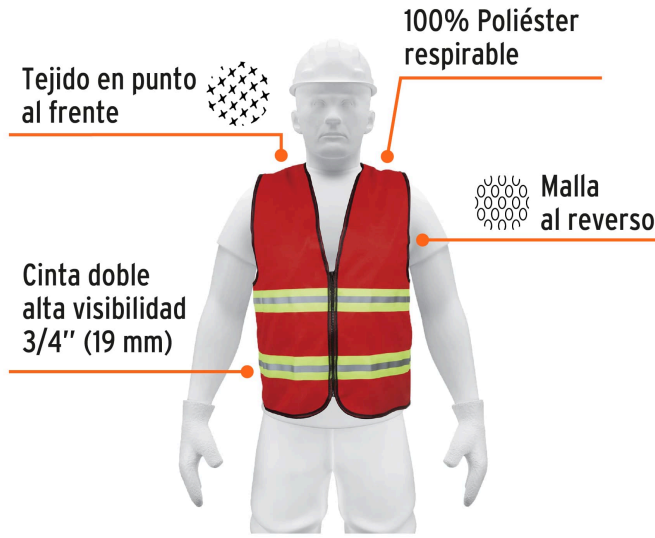 100% Poliéster
respirable
Tejido en punto
al frente
Malla
al reverso
Cinta doble
alta visibilidad
3/4" (19 mm)